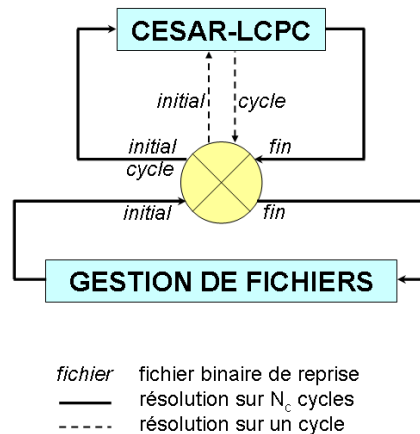 CESAR-LCPC
initial cycle
initial fin
cycle
initial fin
GESTION DE FICHIERS
fichier fichier binaire de reprise
résolution sur Nc cycles
résolution sur un cycle